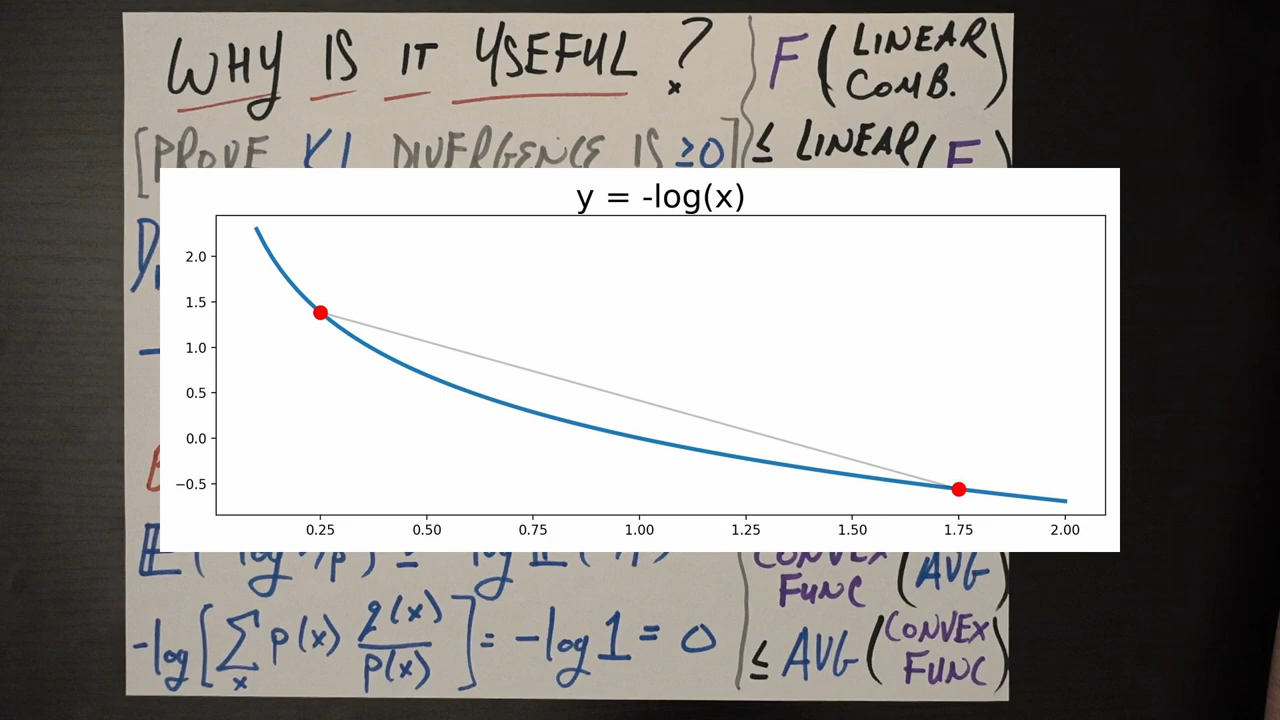 WHY IS IT USEFUL ?
[PROVE KL DIVERGENCE IS ≥0]
F (LINEAR COMB.)
≤ LINEAR ( F
y = -log(x)
2.0
1.5
1.0
0.5
0.0
−0.5
0.25 0.50 0.75 1.00 1.25 1.50 1.75 2.00
-log[ Σx p(x) q(x)/p(x) ] = -log 1 = 0
CONVEX FUNC (AVG)
≤ AVG (CONVEX FUNC)